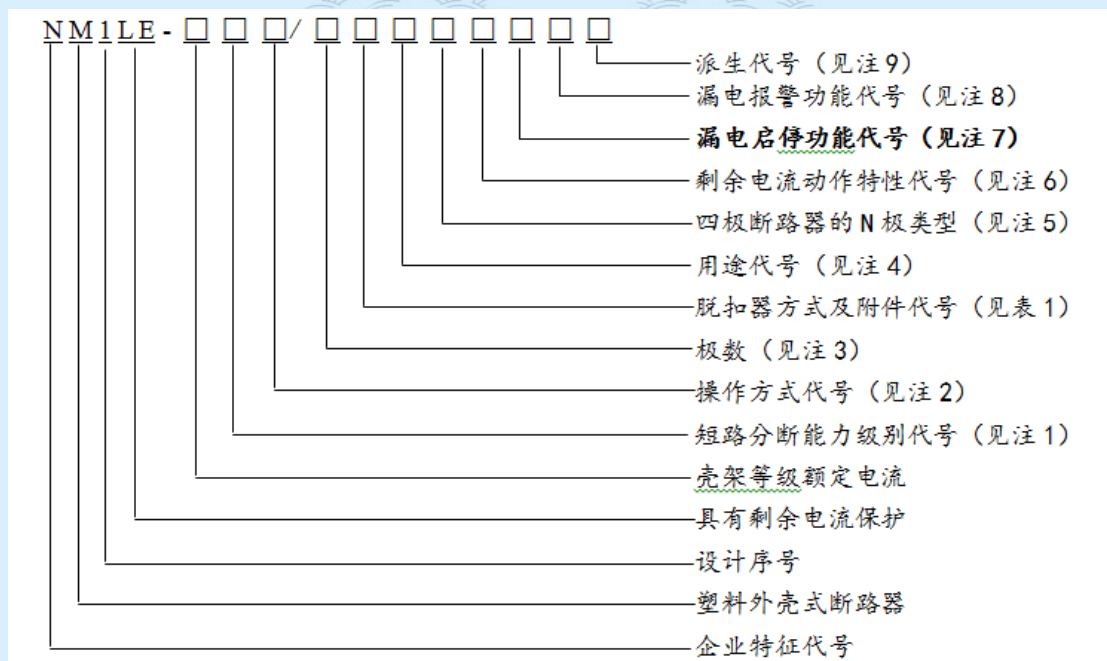 NM1LE-□□□/□□□□□□□□
派生代号（见注9）
漏电报警功能代号（见注8）
漏电启停功能代号（见注7）
剩余电流动作特性代号（见注6）
四极断路器的N极类型（见注5）
用途代号（见注4）
脱扣器方式及附件代号（见表1）
极数（见注3）
操作方式代号（见注2）
短路分断能力级别代号（见注1）
壳架等级额定电流
具有剩余电流保护
设计序号
塑料外壳式断路器
企业特征代号